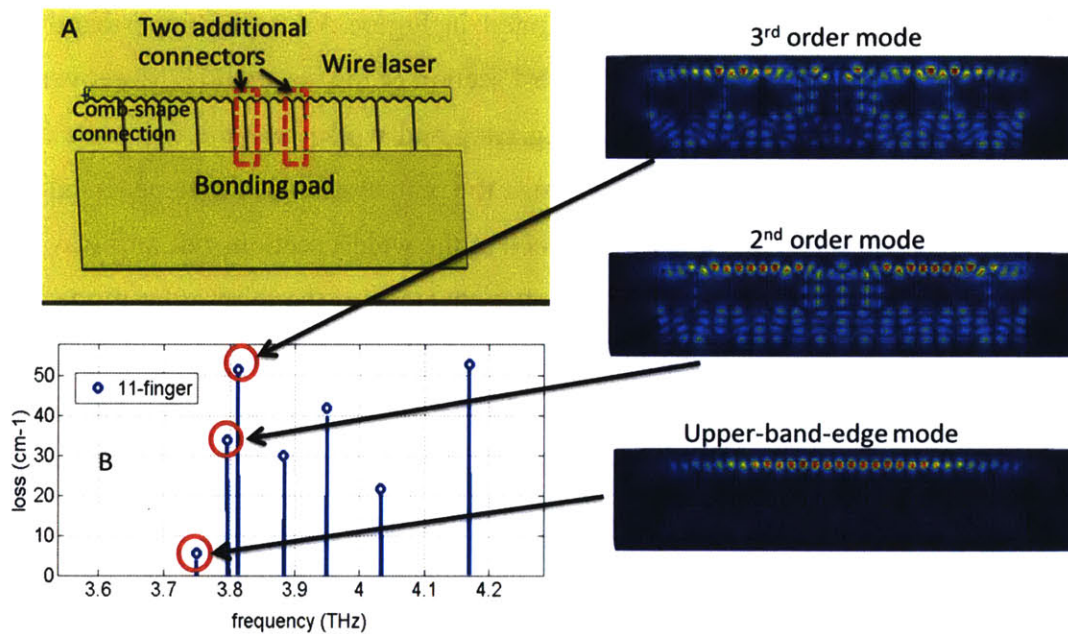 A
Two additional
connectors
Wire laser
Comb-shape
connection
Bonding pad
3rd order mode
2nd order mode
Upper-band-edge mode
50
40
30
20
10
0
11-finger
B
loss (cm-1)
3.6
3.7
3.8
3.9
4
4.1
4.2
frequency (THz)